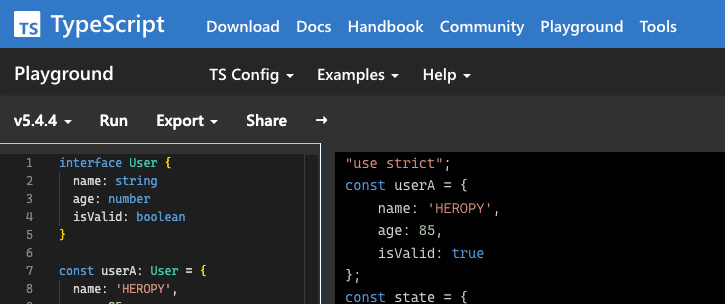 TS TypeScript Download Docs Handbook Community Playground Tools
Playground TS Config Examples Help
v5.4.4 Run Export Share →
1 interface User {
2 name: string
3 age: number
4 isValid: boolean
5 }
6
7 const userA: User = {
8 name: 'HEROPY',
"use strict";
const userA = {
name: 'HEROPY',
age: 85,
isValid: true
};
const state = {